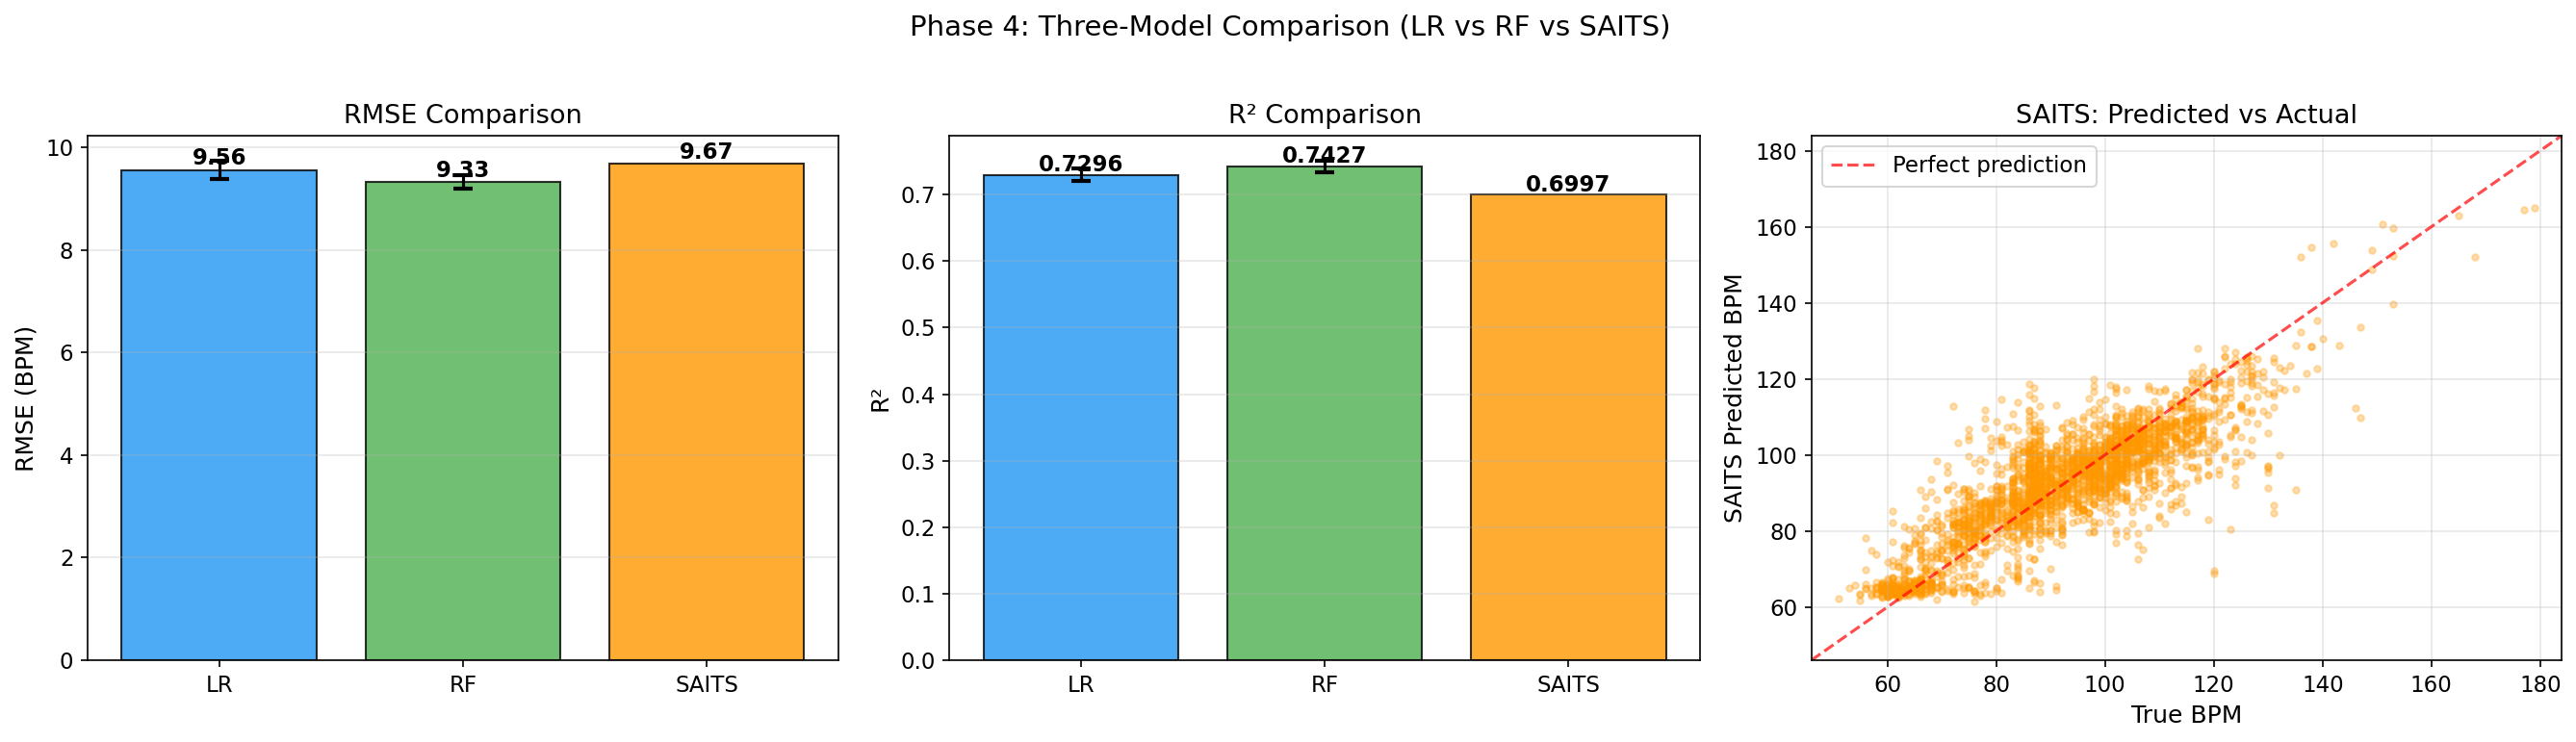 Phase 4: Three-Model Comparison (LR vs RF vs SAITS)
RMSE Comparison
RMSE (BPM)
10
8
6
4
2
0
9.56
9.33
9.67
LR
RF
SAITS
R² Comparison
R²
0.7
0.6
0.5
0.4
0.3
0.2
0.1
0.0
0.7296
0.7427
0.6997
LR
RF
SAITS
SAITS: Predicted vs Actual
Perfect prediction
SAITS Predicted BPM
180
160
140
120
100
80
60
60
80
100
120
140
160
180
True BPM